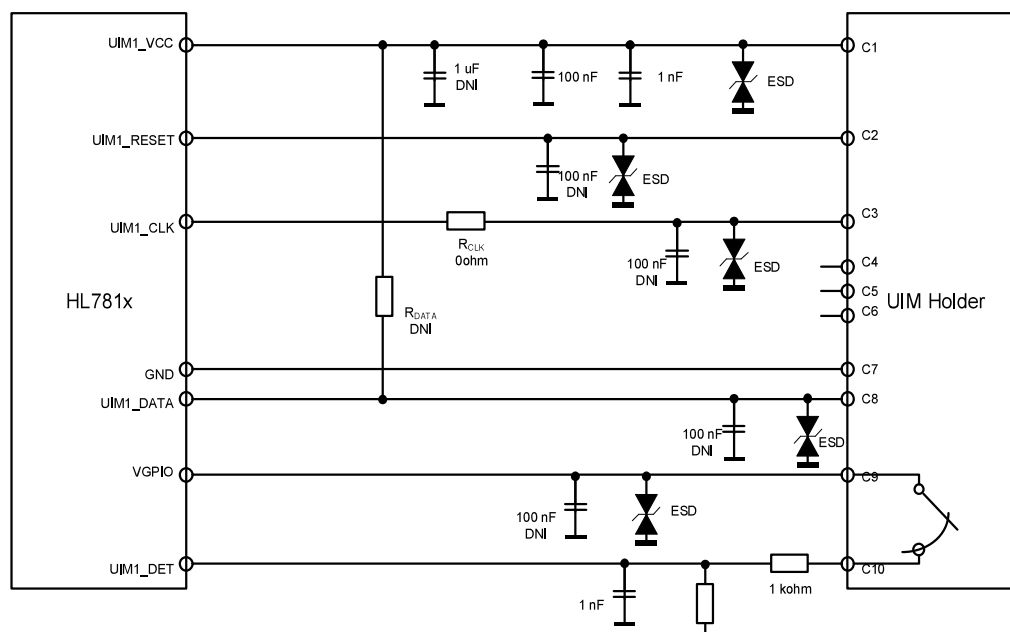 UIM1_VCC
C1
1 uF
DNI
100 nF
1 nF
ESD
UIM1_RESET
C2
100 nF
DNI
ESD
UIM1_CLK
C3
RCLK
0ohm
100 nF
DNI
ESD
C4
C5
C6
HL781x
UIM Holder
RDATA
DNI
GND
C7
UIM1_DATA
C8
100 nF
DNI
ESD
VGPIO
C9
100 nF
DNI
ESD
UIM1_DET
C10
1 nF
1 kohm